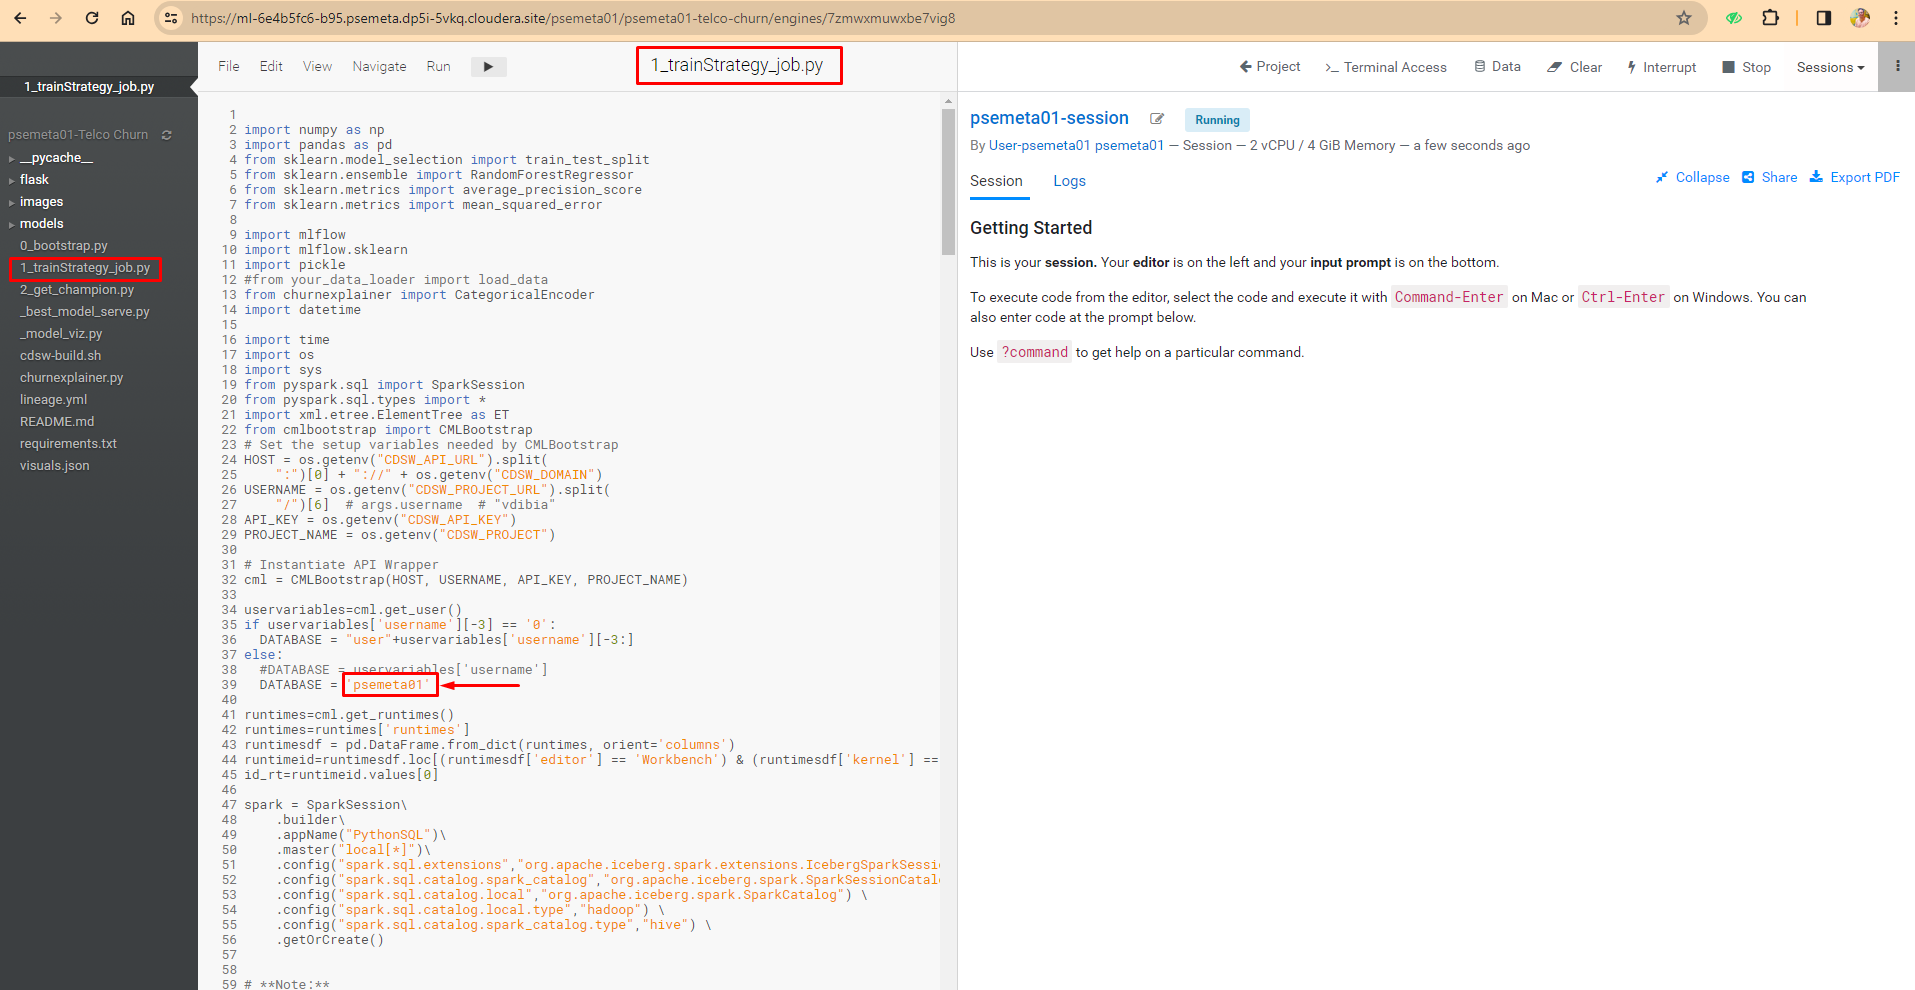 https://ml-6e4b5fc6-b95.psemeta.dp5i-5vkq.cloudera.site/psemeta01/psemeta01-telco-churn/engines/7zmwxmuwxbe7vig8
1_trainStrategy_job.py
psemeta01-Telco Churn
__pycache__
flask
images
models
0_bootstrap.py
1_trainStrategy_job.py
2_get_champion.py
_best_model_serve.py
_model_viz.py
cdsw-build.sh
churnexplainer.py
lineage.yml
README.md
requirements.txt
visuals.json
File Edit View Navigate Run
1_trainStrategy_job.py
1
2 import numpy as np
3 import pandas as pd
4 from sklearn.model_selection import train_test_split
5 from sklearn.ensemble import RandomForestRegressor
6 from sklearn.metrics import average_precision_score
7 from sklearn.metrics import mean_squared_error
8
9 import mlflow
10 import mlflow.sklearn
11 import pickle
12 #from your_data_loader import load_data
13 from churnexplainer import CategoricalEncoder
14 import datetime
15
16 import time
17 import os
18 import sys
19 from pyspark.sql import SparkSession
20 from pyspark.sql.types import *
21 import xml.etree.ElementTree as ET
22 from cmlbootstrap import CMLBootstrap
23 # Set the setup variables needed by CMLBootstrap
24 HOST = os.getenv("CDSW_API_URL").split(
25     ":")[0] + "://" + os.getenv("CDSW_DOMAIN")
26 USERNAME = os.getenv("CDSW_PROJECT_URL").split(
27     "/")[6]  # args.username  # "vdibia"
28 API_KEY = os.getenv("CDSW_API_KEY")
29 PROJECT_NAME = os.getenv("CDSW_PROJECT")
30
31 # Instantiate API Wrapper
32 cml = CMLBootstrap(HOST, USERNAME, API_KEY, PROJECT_NAME)
33
34 uservariables=cml.get_user()
35 if uservariables['username'][-3] == '0':
36   DATABASE = "user"+uservariables['username'][-3:]
37 else:
38   #DATABASE = uservariables['username']
39   DATABASE = 'psemeta01'
40
41 runtimes=cml.get_runtimes()
42 runtimes=runtimes['runtimes']
43 runtimesdf = pd.DataFrame.from_dict(runtimes, orient='columns')
44 runtimeid=runtimesdf.loc[(runtimesdf['editor'] == 'Workbench') & (runtimesdf['kernel'] ==
45 id_rt=runtimeid.values[0]
46
47 spark = SparkSession\
48     .builder\
49     .appName("PythonSQL")\
50     .master("local[*]")\
51     .config("spark.sql.extensions","org.apache.iceberg.spark.extensions.IcebergSparkSessi
52     .config("spark.sql.catalog.spark_catalog","org.apache.iceberg.spark.SparkSessionCatal
53     .config("spark.sql.catalog.local","org.apache.iceberg.spark.SparkCatalog") \
54     .config("spark.sql.catalog.local.type","hadoop") \
55     .config("spark.sql.catalog.spark_catalog.type","hive") \
56     .getOrCreate()
57
58
59 # **Note:**
Project Terminal Access Data Clear Interrupt Stop Sessions
psemeta01-session Running
By User-psemeta01 psemeta01 — Session — 2 vCPU / 4 GiB Memory — a few seconds ago
Session Logs
Collapse Share Export PDF
Getting Started
This is your session. Your editor is on the left and your input prompt is on the bottom.
To execute code from the editor, select the code and execute it with Command-Enter on Mac or Ctrl-Enter on Windows. You can
also enter code at the prompt below.
Use ?command to get help on a particular command.